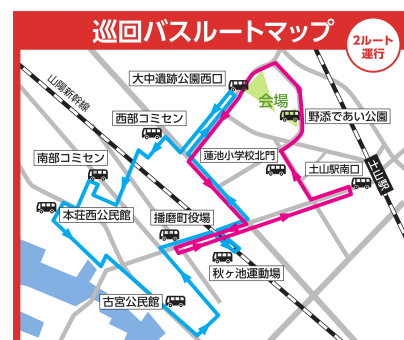 巡回バスルートマップ
2ルート
運行
大中遺跡公園西口
山陽新幹線
会場
西部コミセン
野添であい公園
南部コミセン
蓮池小学校北門
土山駅南口
土山駅
本荘西公民館
播磨町役場
秋ヶ池運動場
古宮公民館